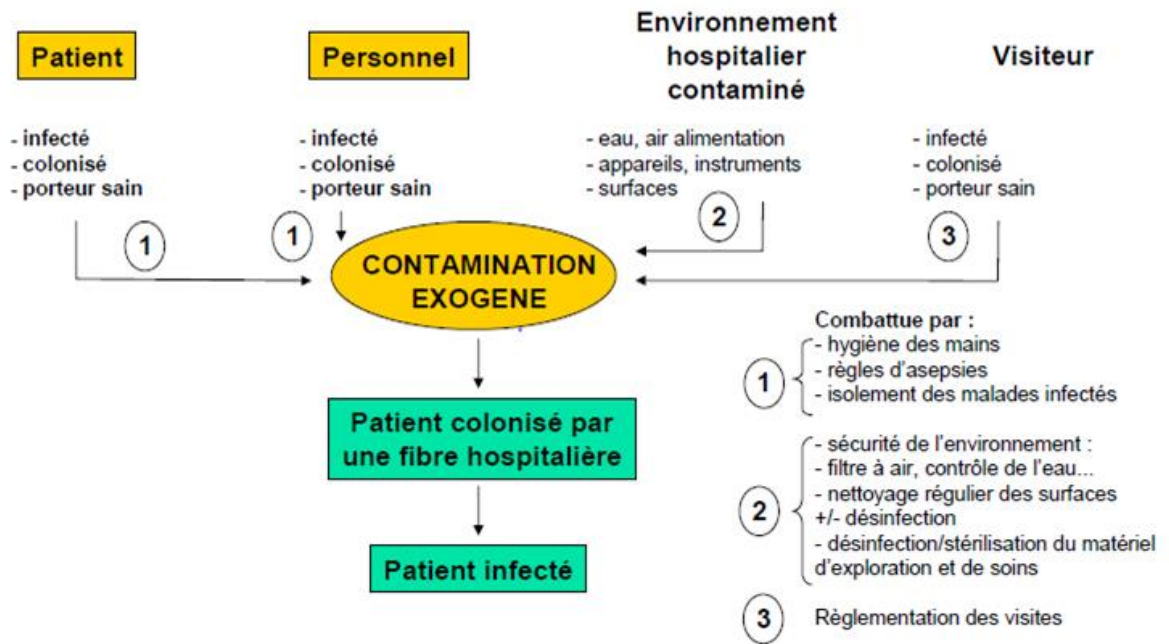 Patient
- infecté
- colonisé
- porteur sain
1
Personnel
- infecté
- colonisé
- porteur sain
1
Environnement
hospitalier
contaminé
- eau, air alimentation
- appareils, instruments
- surfaces
2
Visiteur
- infecté
- colonisé
- porteur sain
3
CONTAMINATION
EXOGENE
Patient colonisé par
une fibre hospitalière
Patient infecté
Combattue par :
1
- hygiène des mains
- règles d'asepsies
- isolement des malades infectés
2
- sécurité de l'environnement :
- filtre à air, contrôle de l'eau...
- nettoyage régulier des surfaces
+/- désinfection
- désinfection/stérilisation du matériel
d'exploration et de soins
3
Règlementation des visites